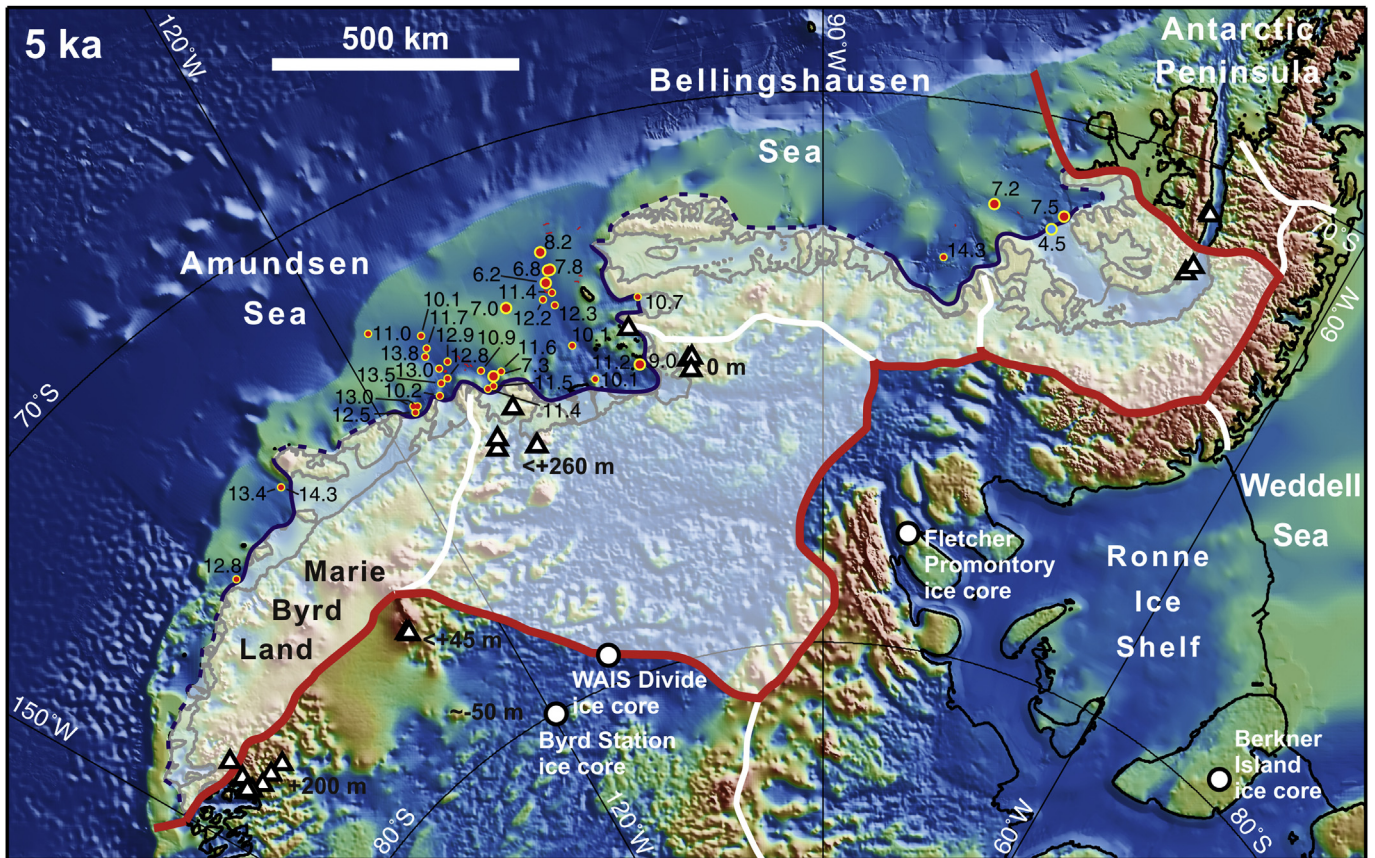 5 ka
120°W
500 km
90°W
Antarctic
Peninsula
Bellingshausen
Sea
7.2
7.5
4.5
14.3
70°S
60°W
Amundsen
Sea
8.2
6.8
7.8
6.2
11.4
7.0
12.2
12.3
10.7
10.1
11.7
11.0
12.9
10.9
13.8
12.8
11.6
10.1
13.0
7.3
11.2
9.0
0 m
13.5
11.5
10.1
10.2
13.0
11.4
12.5
<+260 m
70°S
13.4
14.3
12.8
Marie
Byrd
Land
<+45 m
WAIS Divide
ice core
~-50 m
Byrd Station
ice core
Fletcher
Promontory
ice core
Ronne
Ice
Shelf
Weddell
Sea
Berkner
Island
ice core
150°W
+200 m
80°S
120°W
60°W
80°S